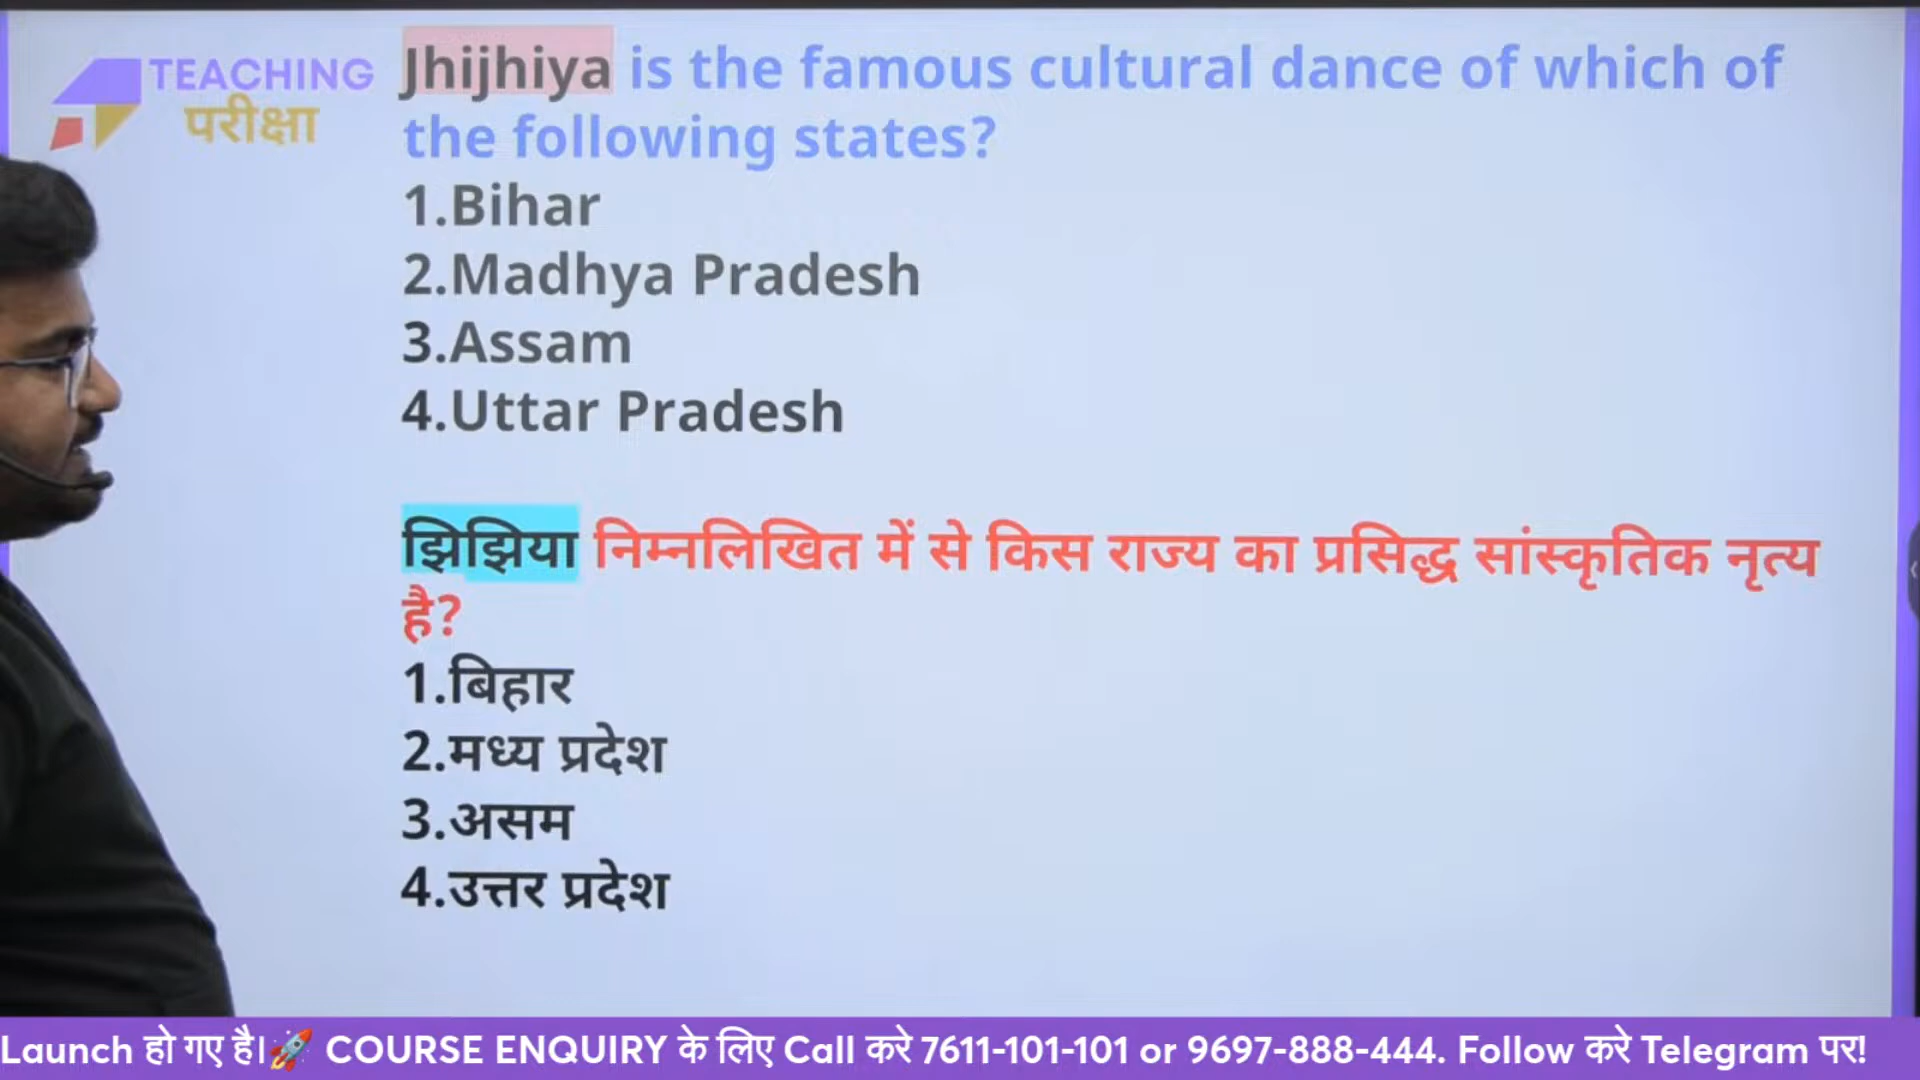 TEACHING
परीक्षा
Jhijhiya is the famous cultural dance of which of
the following states?
1.Bihar
2.Madhya Pradesh
3.Assam
4.Uttar Pradesh
झिझिया निम्नलिखित में से किस राज्य का प्रसिद्ध सांस्कृतिक नृत्य
है?
1.बिहार
2.मध्य प्रदेश
3.असम
4.उत्तर प्रदेश
Launch हो गए है।🚀 COURSE ENQUIRY के लिए Call करे 7611-101-101 or 9697-888-444. Follow करे Telegram पर!